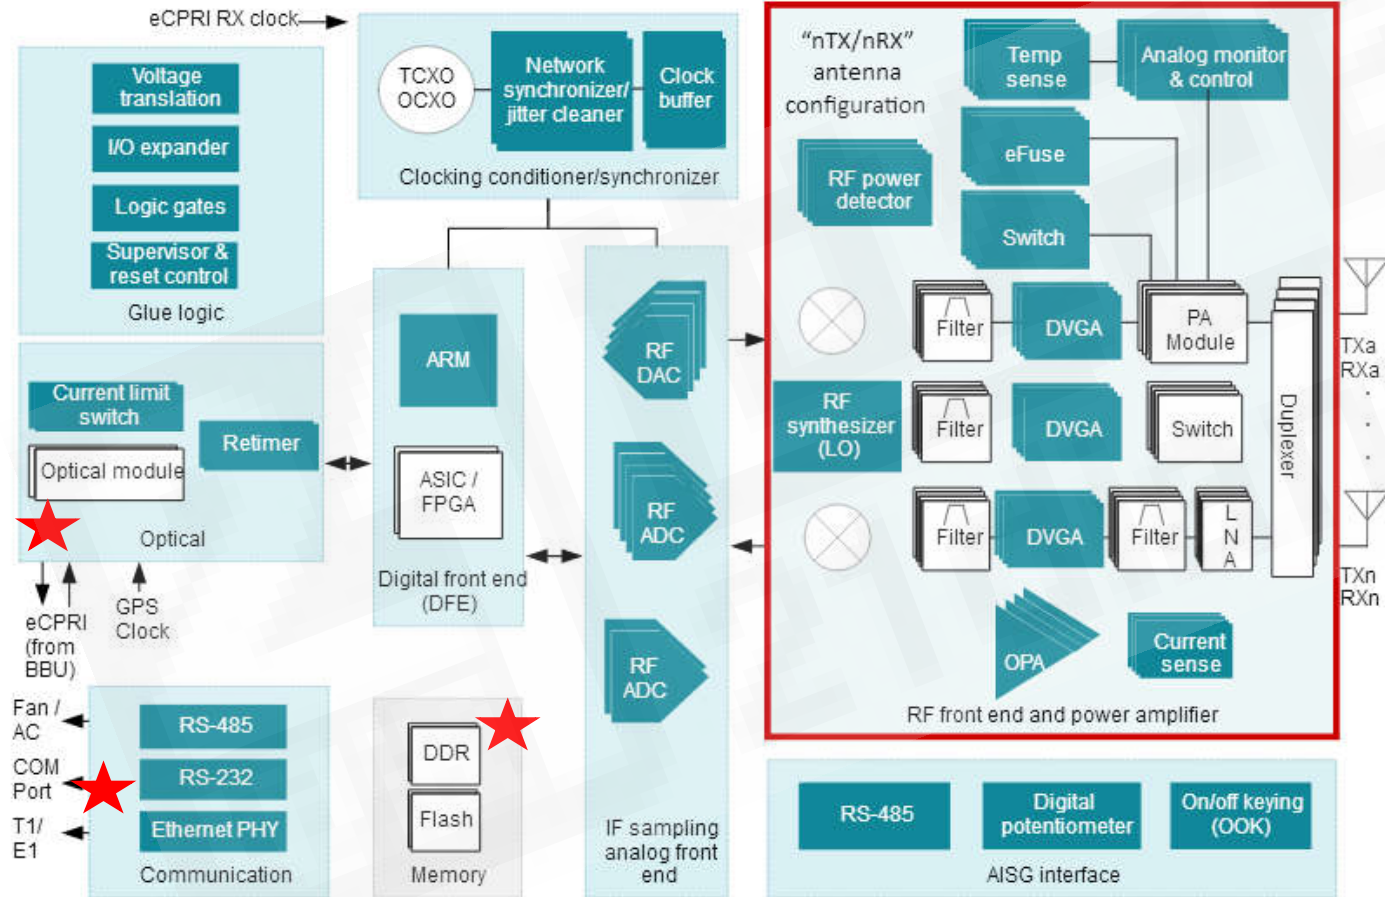 eCPRI RX clock
Voltage
translation
I/O expander
Logic gates
Supervisor &
reset control
Glue logic
TCXO
OCXO
Network
synchronizer/
jitter cleaner
Clock
buffer
Clocking conditioner/synchronizer
"nTX/nRX"
antenna
configuration
Temp
sense
Analog monitor
& control
eFuse
RF power
detector
Switch
Current limit
switch
Optical module
Retimer
Optical
eCPRI
(from
BBU)
GPS
Clock
ARM
ASIC /
FPGA
Digital front end
(DFE)
RF
DAC
RF
ADC
RF
ADC
IF sampling
analog front
end
Filter
DVGA
PA
Module
RF
synthesizer
(LO)
Filter
DVGA
Switch
Duplexer
Filter
DVGA
Filter
L
N
A
OPA
Current
sense
RF front end and power amplifier
TXa
RXa
TXn
RXn
Fan /
AC
COM
Port
T1/
E1
RS-485
RS-232
Ethernet PHY
Communication
DDR
Flash
Memory
RS-485
Digital
potentiometer
On/off keying
(OOK)
AISG interface